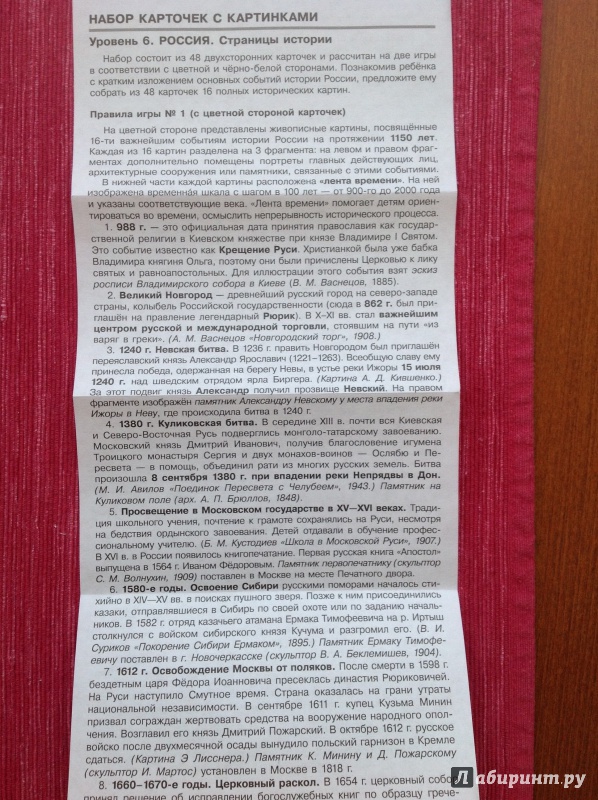 НАБОР КАРТОЧЕК С КАРТИНКАМИ
Уровень 6. РОССИЯ. Страницы истории
Набор состоит из 48 двухсторонних карточек и рассчитан на две игры
в соответствии с цветной и чёрно-белой сторонами. Познакомив ребёнка
с кратким изложением основных событий истории России, предложите ему
собрать из 48 карточек 16 полных исторических картин.
Правила игры № 1 (с цветной стороной карточек)
На цветной стороне представлены живописные картины, посвящённые
16-ти важнейшим событиям истории России на протяжении 1150 лет.
Каждая из 16 картин разделена на 3 фрагмента: на левом и правом фраг-
ментах дополнительно помещены портреты главных действующих лиц,
архитектурные сооружения или памятники, связанные с этими событиями.
В нижней части каждой картины расположена «лента времени». На ней
изображена временная шкала с шагом в 100 лет — от 900-го до 2000 года
и указаны соответствующие века. «Лента времени» помогает детям ориен-
тироваться во времени, осмыслить непрерывность исторического процесса.
1. 988 г. — это официальная дата принятия православия как государ-
ственной религии в Киевском княжестве при князе Владимире I Святом.
Это событие известно как Крещение Руси. Христианкой была уже бабка
Владимира княгиня Ольга, поэтому они были причислены Церковью к лику
святых и равноапостольных. Для иллюстрации этого события взят эскиз
росписи Владимирского собора в Киеве (В. М. Васнецов, 1885).
2. Великий Новгород — древнейший русский город на северо-западе
страны, колыбель Российской государственности (сюда в 862 г. был при-
глашён на правление легендарный Рюрик). В X–XI вв. стал важнейшим
центром русской и международной торговли, стоявшим на пути «из
варяг в греки». (А. М. Васнецов «Новгородский торг», 1908.)
3. 1240 г. Невская битва. В 1236 г. править Новгородом был приглашён
переяславский князь Александр Ярославич (1221–1263). Всеобщую славу ему
принесла победа, одержанная на берегу Невы, в устье реки Ижоры 15 июля
1240 г. над шведским отрядом ярла Биргера. (Картина А. Д. Кившенко.)
За этот подвиг князь Александр получил прозвище Невский. На правом
фрагменте изображён памятник Александру Невскому у места впадения реки
Ижоры в Неву, где происходила битва в 1240 г.
4. 1380 г. Куликовская битва. В середине XIII в. почти вся Киевская
и Северо-Восточная Русь подверглись монголо-татарскому завоеванию.
Московский князь Дмитрий Иванович, получив благословение игумена
Троицкого монастыря Сергия и двух монахов-воинов — Ослябю и Пе-
ресвета — в помощь, объединил рати из многих русских земель. Битва
произошла 8 сентября 1380 г. при впадении реки Непрядвы в Дон.
(М. И. Авилов «Поединок Пересвета с Челубеем», 1943.) Памятник на
Куликовом поле (арх. А. П. Брюллов, 1848).
5. Просвещение в Московском государстве в XV—XVI веках. Тради-
ция школьного учения, почтение к грамоте сохранялись на Руси, несмотря
на бедствия ордынского завоевания. Детей отдавали в обучение профес-
сиональному учителю. (Б. М. Кустодиев «Школа в Московской Руси», 1907.)
В XVI в. в России появилось книгопечатание. Первая русская книга «Апостол»
выпущена в 1564 г. Иваном Фёдоровым. Памятник первопечатнику (скульптор
С. М. Волнухин, 1909) поставлен в Москве на месте Печатного двора.
6. 1580-е годы. Освоение Сибири русскими поморами началось сти-
хийно в XIV—XV вв. в поисках пушного зверя. Позже к ним присоединились
казаки, отправлявшиеся в Сибирь по своей охоте или по заданию началь-
ников. В 1582 г. отряд казачьего атамана Ермака Тимофеевича на р. Иртыш
столкнулся с войском сибирского князя Кучума и разгромил его. (В. И.
Суриков «Покорение Сибири Ермаком», 1895.) Памятник Ермаку Тимофе-
евичу поставлен в г. Новочеркасске (скульптор В. А. Беклемишев, 1904).
7. 1612 г. Освобождение Москвы от поляков. После смерти в 1598 г.
бездетным царя Фёдора Иоанновича пресеклась династия Рюриковичей.
На Руси наступило Смутное время. Страна оказалась на грани утраты
национальной независимости. В сентябре 1611 г. купец Кузьма Минин
призвал сограждан жертвовать средства на вооружение народного опол-
чения. Возглавил его князь Дмитрий Пожарский. В октябре 1612 г. русское
войско после двухмесячной осады вынудило польский гарнизон в Кремле
сдаться. (Картина Э Лисснера.) Памятник К. Минину и Д. Пожарскому
(скульптор И. Мартос) установлен в Москве в 1818 г.
8. 1660–1670-е годы. Церковный раскол. В 1654 г. церковный собор
принял решение об исправлении богослужебных книг по образцу грече-
Лабиринт.ру